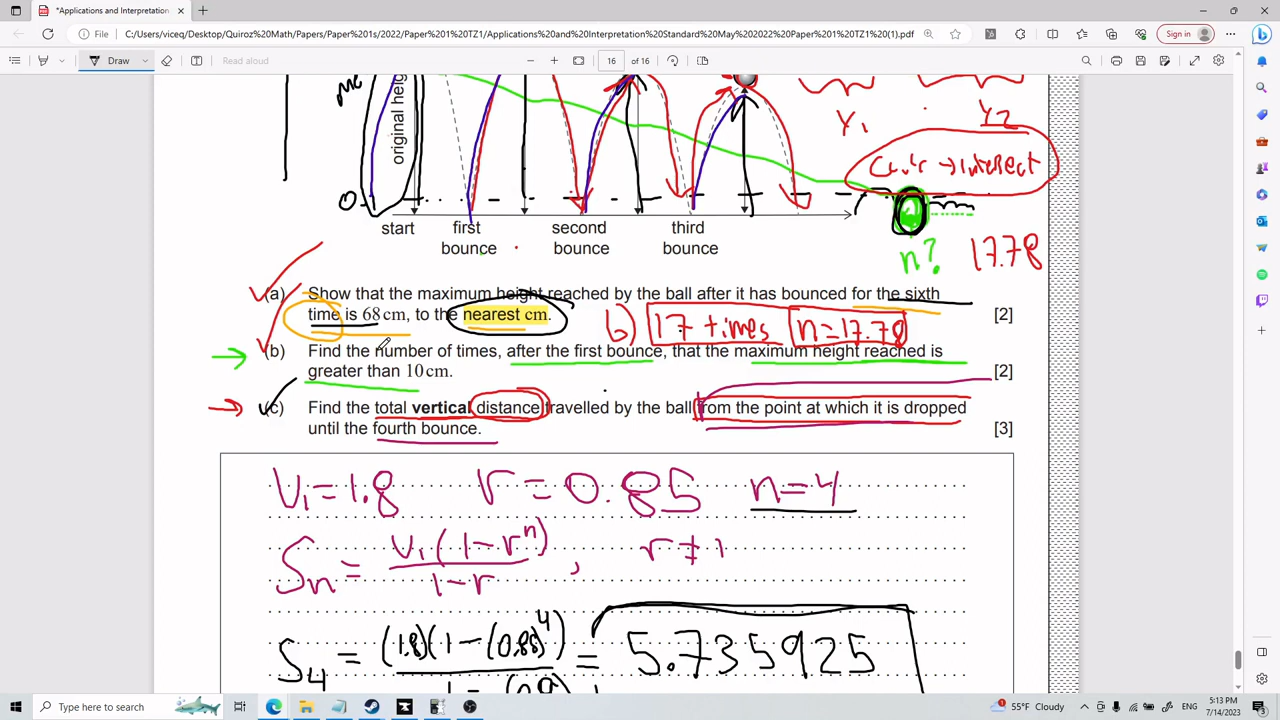 *Applications and Interpretation
File
C:/Users/viceq/Desktop/Quiroz%20Math/Papers/Paper%201s/2022/Paper%201%20TZ1/Applications%20and%20Interpretation%20Standard%20May%202022%20Paper%201%20TZ1%20(1).pdf
Sign in
Draw
Read aloud
16 of 16
original hei
0
Y1
Y2
Calc → Intersect
start
first
bounce
second
bounce
third
bounce
n?
17.78
(a) Show that the maximum height reached by the ball after it has bounced for the sixth
time is 68 cm, to the nearest cm. [2]
b) 17 times n=17.78
(b) Find the number of times, after the first bounce, that the maximum height reached is
greater than 10 cm. [2]
(c) Find the total vertical distance travelled by the ball from the point at which it is dropped
until the fourth bounce. [3]
U1=1.8 r=0.85 n=4
Sn = U1(1-r^n) / 1-r , r≠1
S4 = (1.8)(1-(0.85)^4) = 5.735925
Type here to search
55°F Cloudy
5:13 PM
7/14/2023